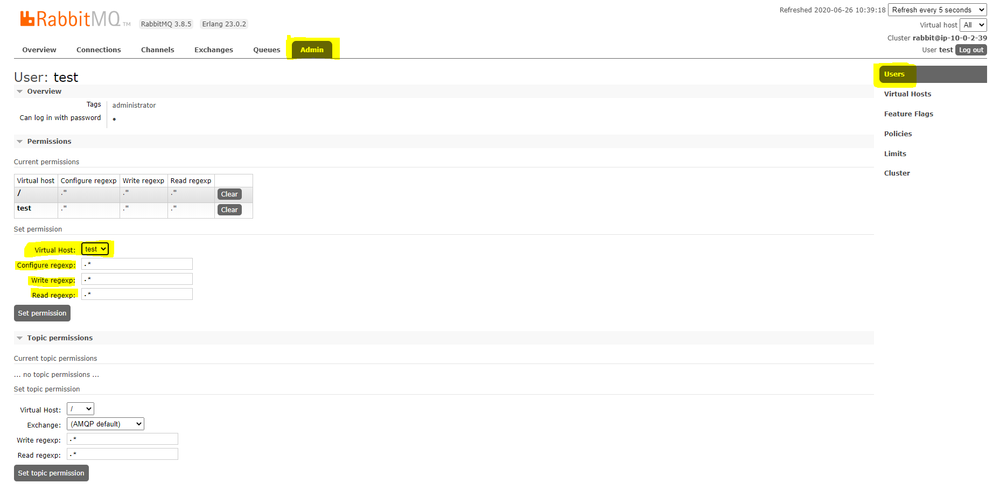 Refreshed 2020-06-26 10:39:18 Refresh every 5 seconds
RabbitMQ TM RabbitMQ 3.8.5 Erlang 23.0.2
Virtual host All
Cluster rabbit@ip-10-0-2-39
User test Log out
Overview Connections Channels Exchanges Queues Admin
User: test
Overview
Tags administrator
Can log in with password •
Permissions
Current permissions
Virtual host Configure regexp Write regexp Read regexp
/ .* .* .* Clear
test .* .* .* Clear
Set permission
Virtual Host: test
Configure regexp: .*
Write regexp: .*
Read regexp: .*
Set permission
Topic permissions
Current topic permissions
... no topic permissions ...
Set topic permission
Virtual Host: /
Exchange: (AMQP default)
Write regexp: .*
Read regexp: .*
Set topic permission
Users
Virtual Hosts
Feature Flags
Policies
Limits
Cluster